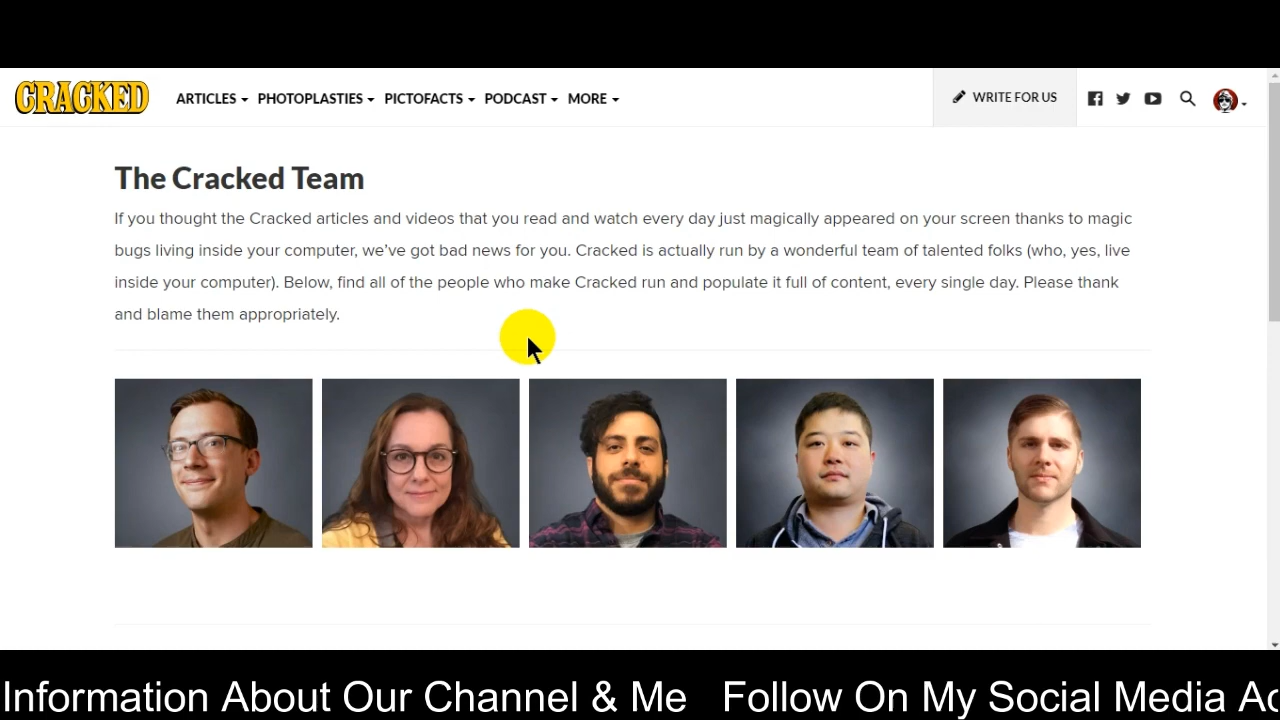 CRACKED
ARTICLES PHOTOPLASTIES PICTOFACTS PODCAST MORE
WRITE FOR US
The Cracked Team
If you thought the Cracked articles and videos that you read and watch every day just magically appeared on your screen thanks to magic
bugs living inside your computer, we've got bad news for you. Cracked is actually run by a wonderful team of talented folks (who, yes, live
inside your computer). Below, find all of the people who make Cracked run and populate it full of content, every single day. Please thank
and blame them appropriately.
Information About Our Channel & Me Follow On My Social Media Ac